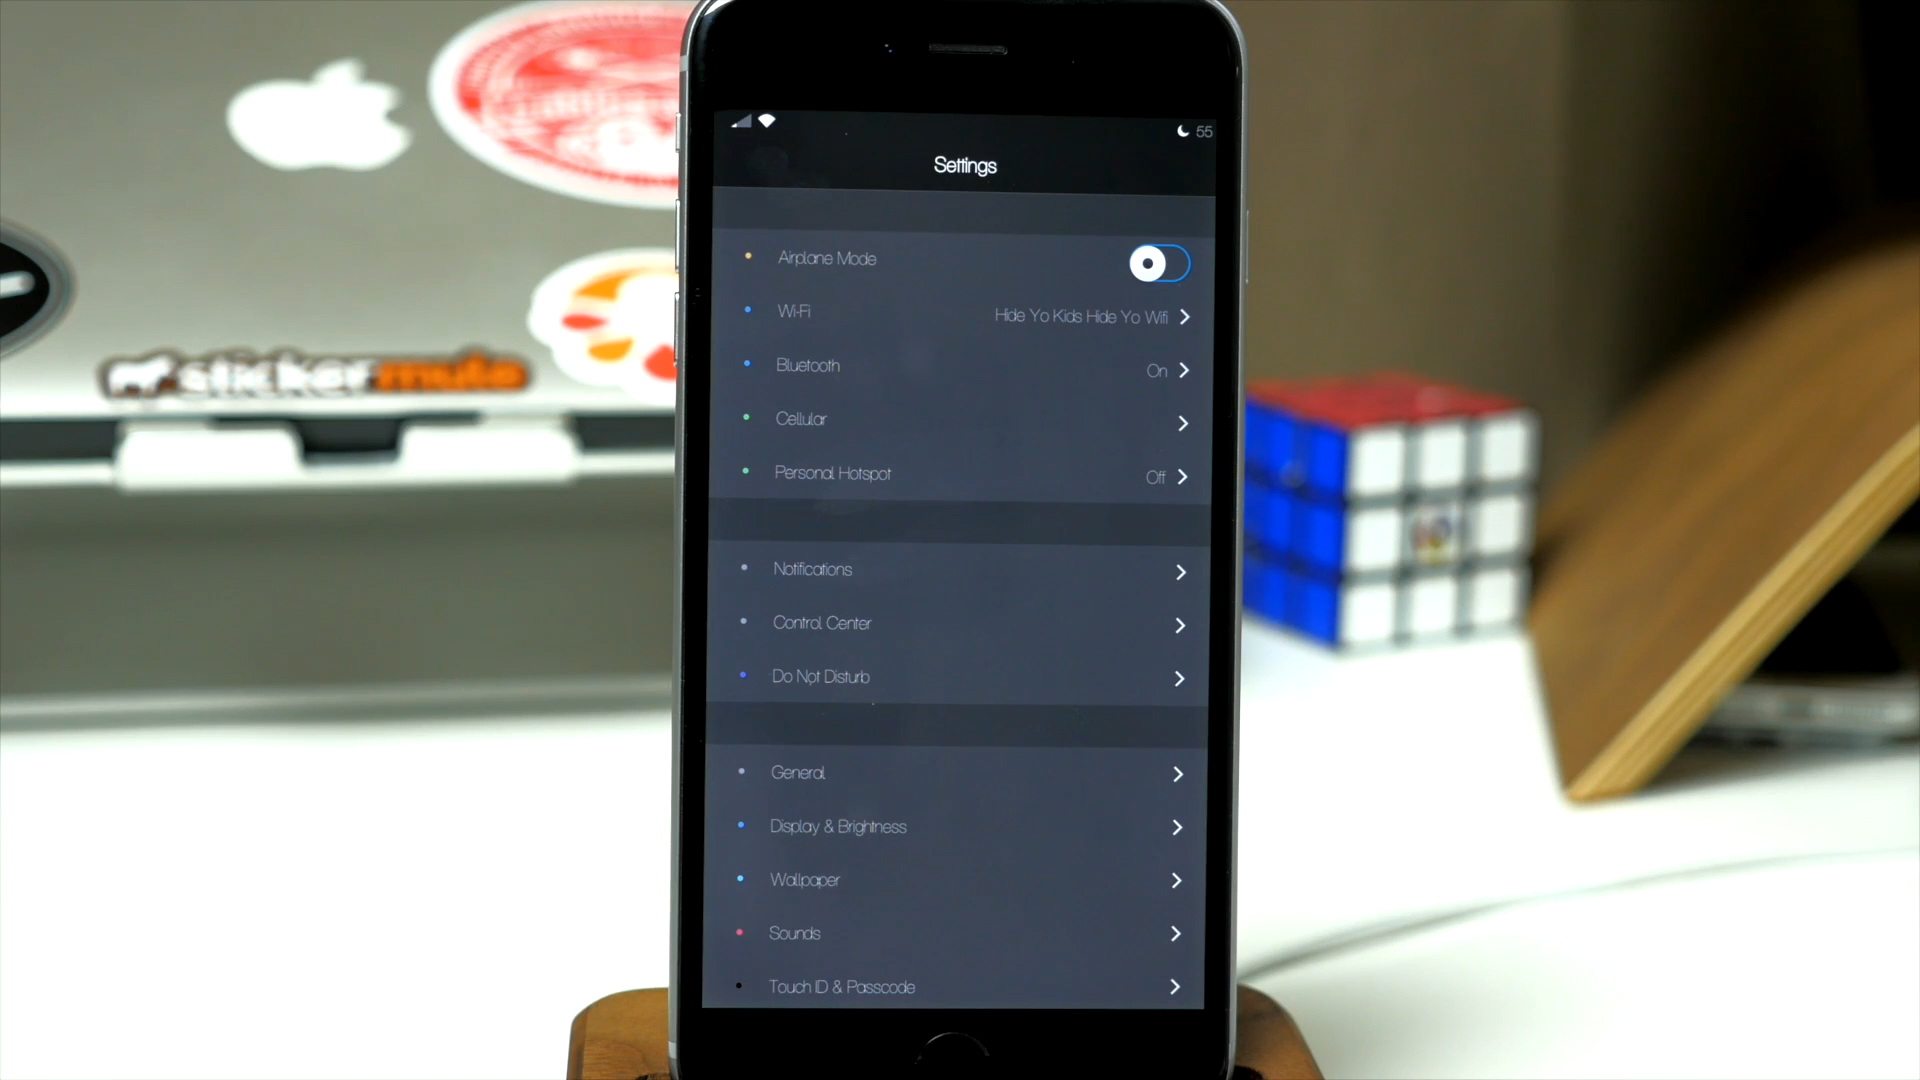 55
Settings
Airplane Mode
Wi-Fi Hide Yo Kids Hide Yo Wifi
Bluetooth On
Cellular
Personal Hotspot Off
Notifications
Control Center
Do Not Disturb
General
Display & Brightness
Wallpaper
Sounds
Touch ID & Passcode
stickermule